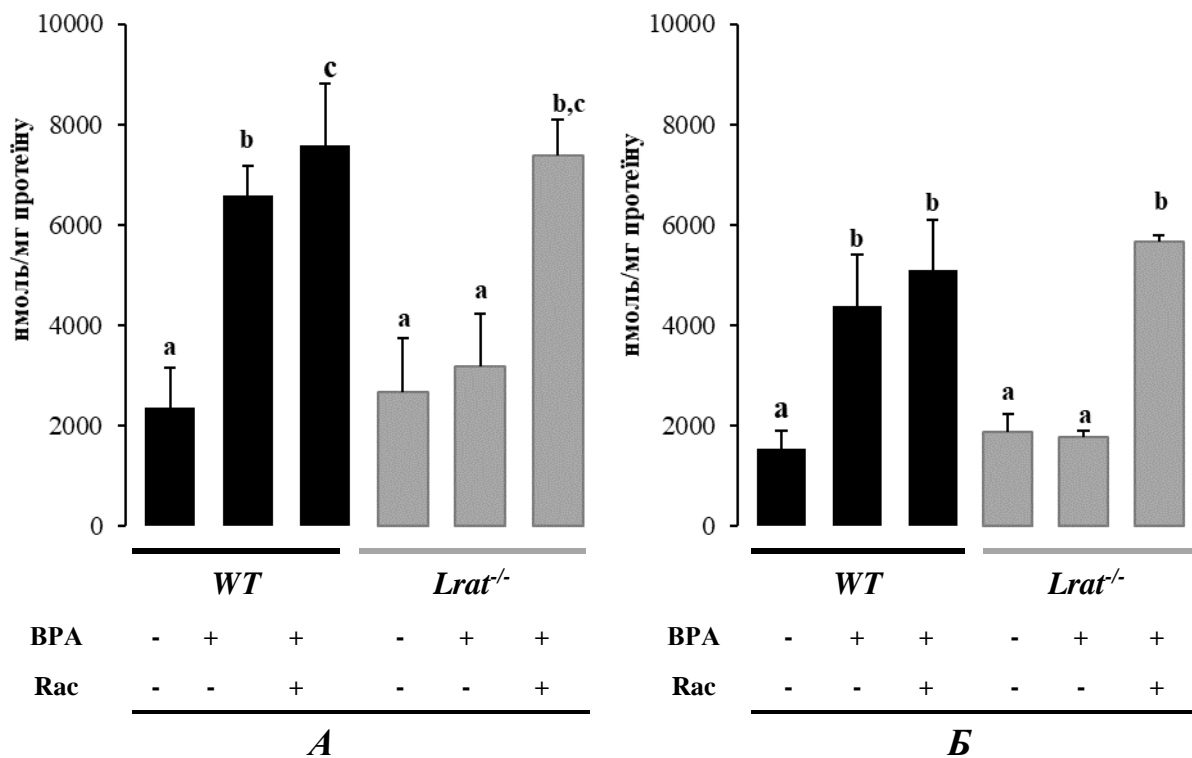 10000
8000
6000
4000
2000
0
нмоль/мг протеїну
a
b
c
a
a
b,c
WT
Lrat-/-
BPA - + + - + +
Rac - - + - - +
А
10000
8000
6000
4000
2000
0
нмоль/мг протеїну
a
b
b
a
a
b
WT
Lrat-/-
BPA - + + - + +
Rac - - + - - +
Б